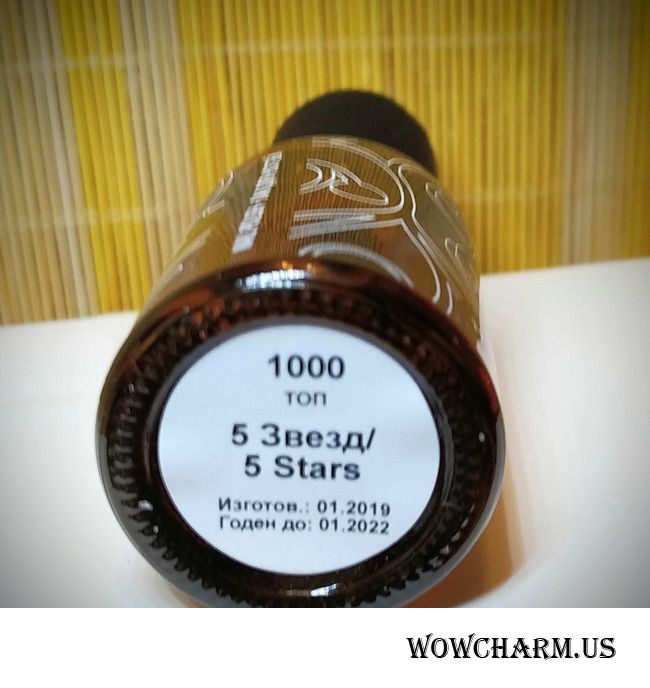 1000
топ
5 Звезд/
5 Stars
Изготов.: 01.2019
Годен до: 01.2022
WOWCHARM.US